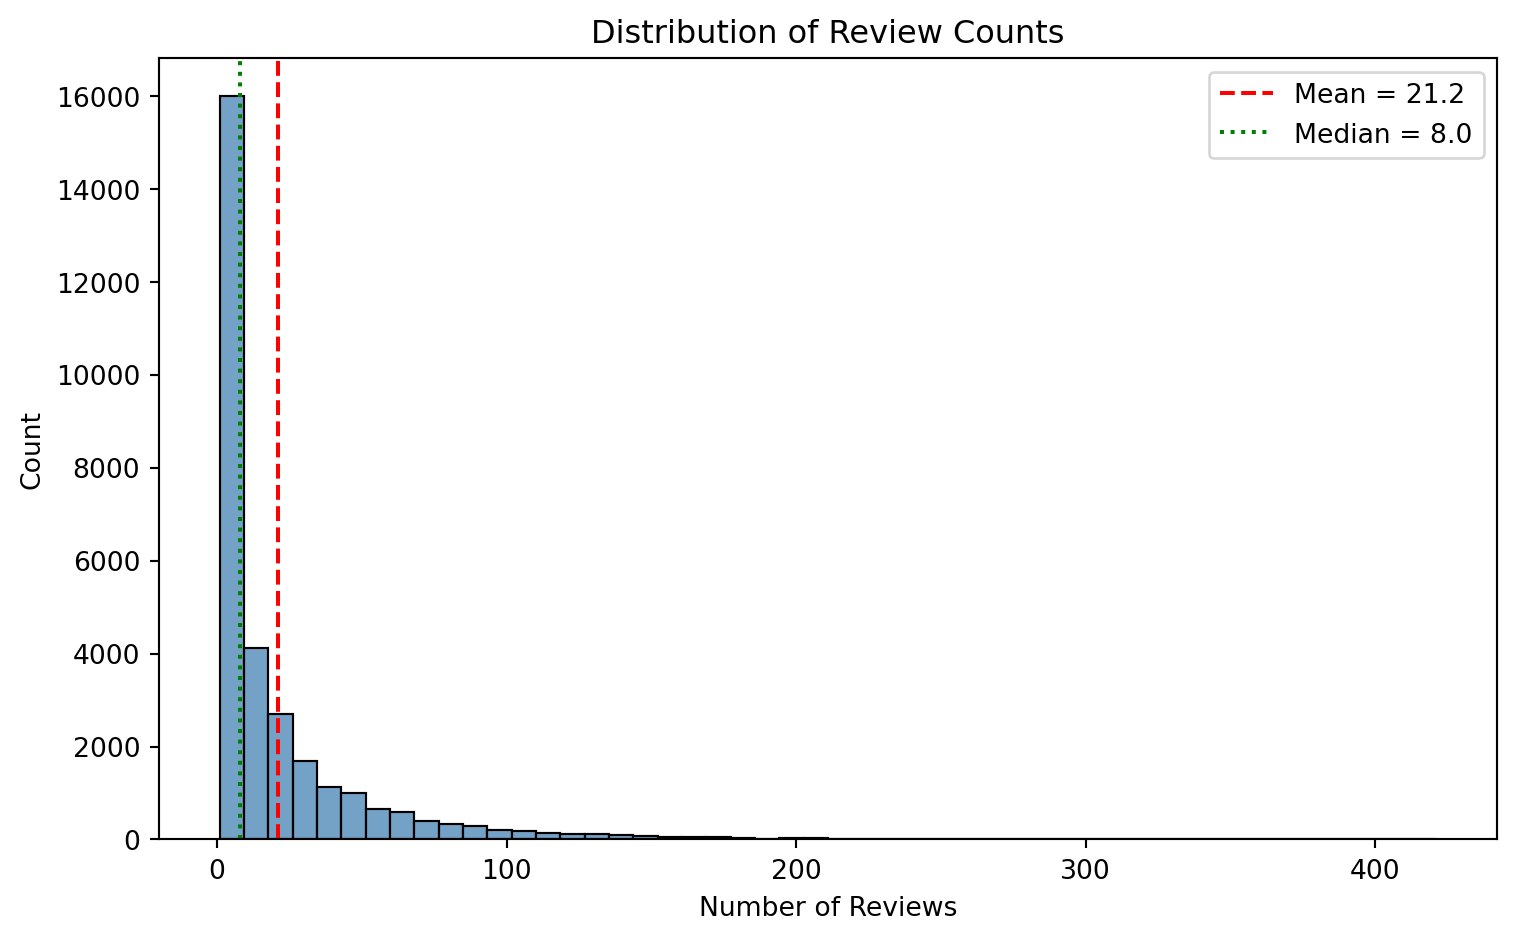 Distribution of Review Counts
Mean = 21.2
Median = 8.0
16000
14000
12000
10000
8000
6000
4000
2000
0
Count
0 100 200 300 400
Number of Reviews